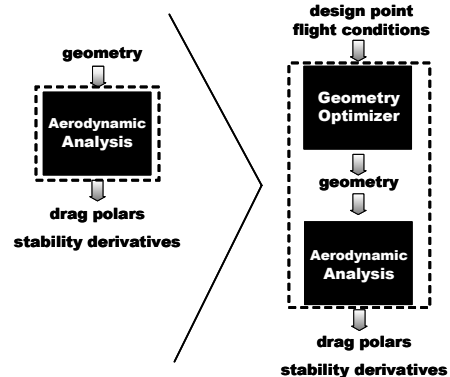 geometry
Aerodynamic
Analysis
drag polars
stability derivatives
design point
flight conditions
Geometry
Optimizer
geometry
Aerodynamic
Analysis
drag polars
stability derivatives